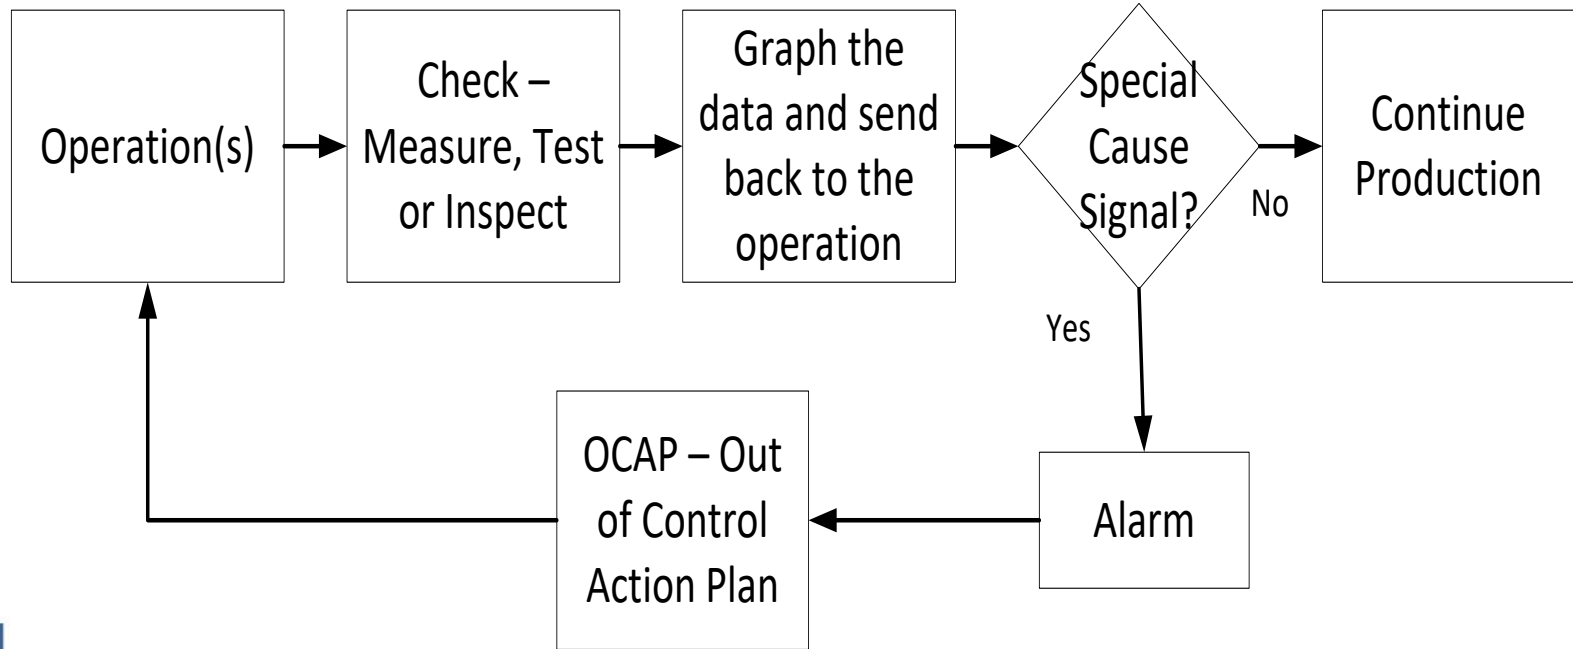 Operation(s)
Check –
Measure, Test
or Inspect
Graph the
data and send
back to the
operation
Special
Cause
Signal?
No
Continue
Production
Yes
OCAP – Out
of Control
Action Plan
Alarm